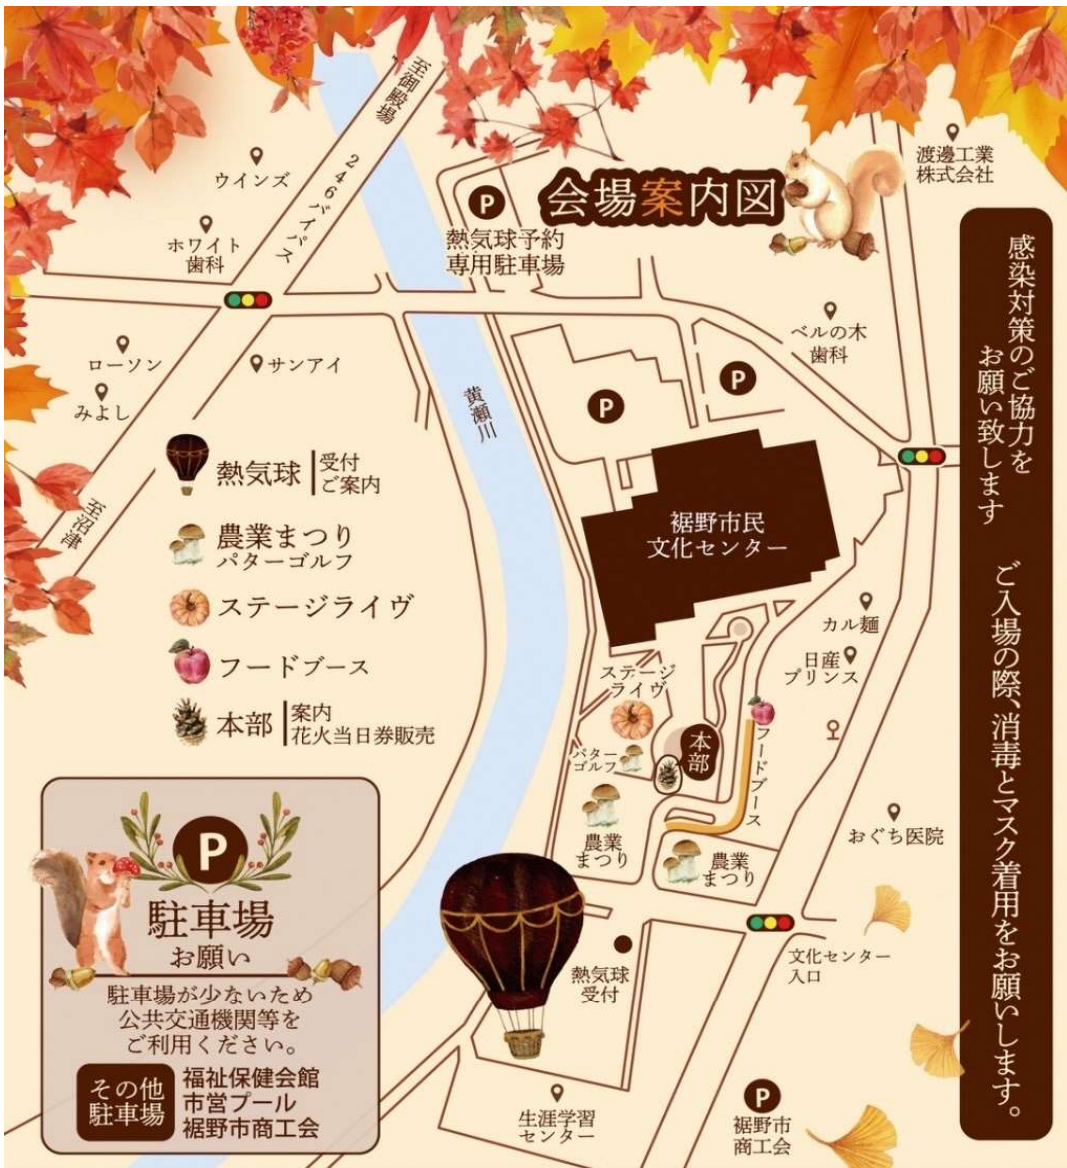 至御殿場
246バイパス
ウインズ
ホワイト
歯科
P
熱気球予約
専用駐車場
会場案内図
渡邊工業
株式会社
ローソン
みよし
サンアイ
黄瀬川
P
P
ベルの木
歯科
至沼津
熱気球
受付
ご案内
農業まつり
パターゴルフ
ステージライヴ
フードブース
本部
案内
花火当日券販売
裾野市民
文化センター
カル麺
日産
プリンス
ステージ
ライヴ
パター
ゴルフ
本部
フードブース
農業
まつり
農業
まつり
おぐち医院
熱気球
受付
文化センター
入口
生涯学習
センター
P
裾野市
商工会
P
駐車場
お願い
駐車場が少ないため
公共交通機関等を
ご利用ください。
その他
駐車場
福祉保健会館
市営プール
裾野市商工会
感染対策のご協力を
お願い致します
ご入場の際、消毒とマスク着用をお願いします。